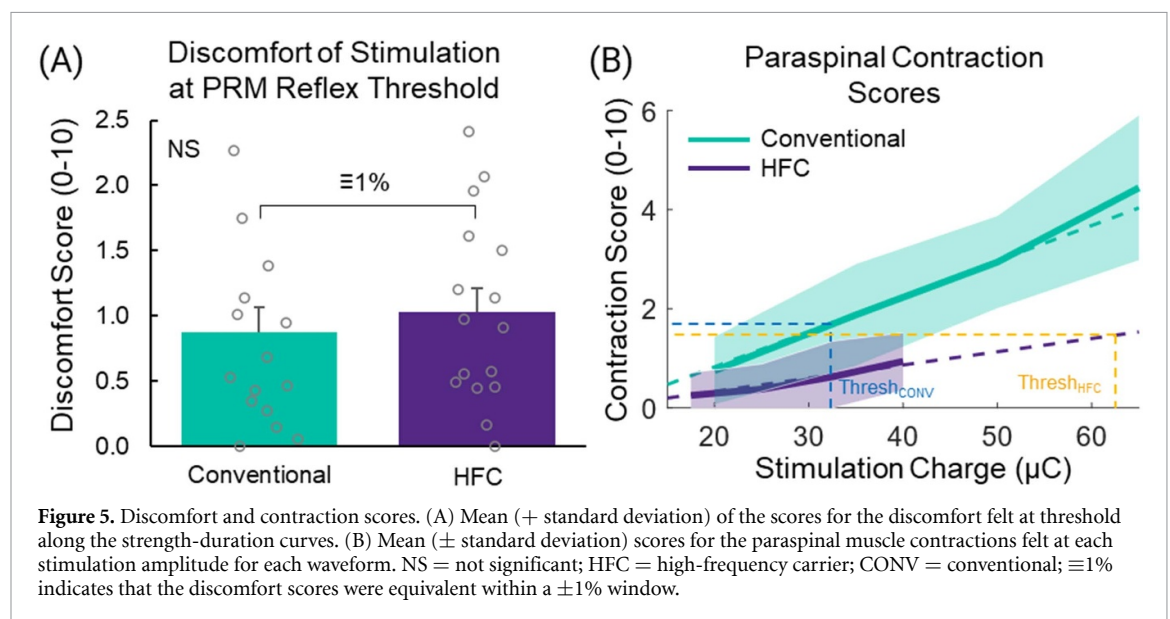 (A)
Discomfort of Stimulation
at PRM Reflex Threshold
Discomfort Score (0-10)
2.5
2.0
1.5
1.0
0.5
0.0
NS
≡1%
Conventional
HFC
(B)
Paraspinal Contraction
Scores
Contraction Score (0-10)
6
4
2
0
Conventional
HFC
Thresh_CONV
Thresh_HFC
20
30
40
50
60
Stimulation Charge (µC)
Figure 5. Discomfort and contraction scores. (A) Mean (+ standard deviation) of the scores for the discomfort felt at threshold
along the strength-duration curves. (B) Mean (± standard deviation) scores for the paraspinal muscle contractions felt at each
stimulation amplitude for each waveform. NS = not significant; HFC = high-frequency carrier; CONV = conventional; ≡1%
indicates that the discomfort scores were equivalent within a ±1% window.